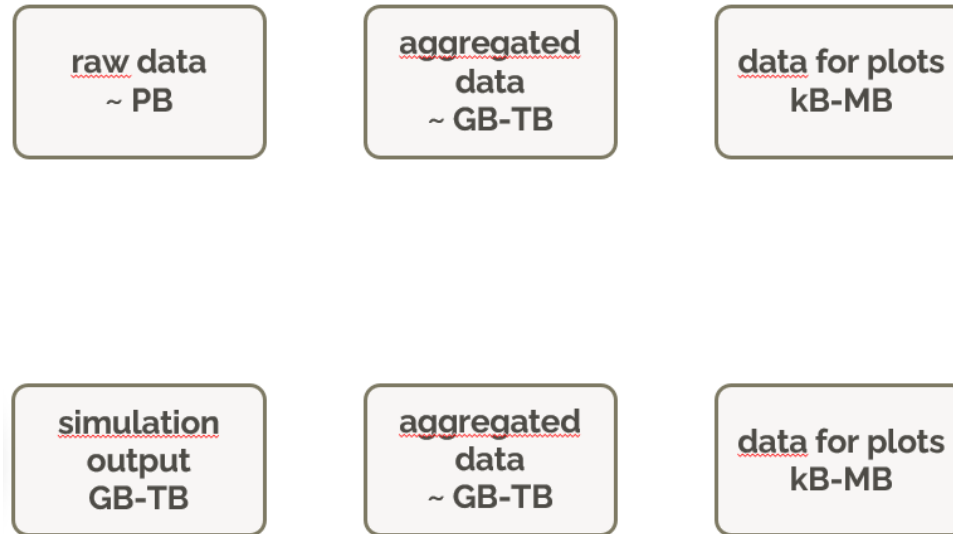 raw data
~ PB
aggregated
data
~ GB-TB
data for plots
kB-MB
simulation
output
GB-TB
aggregated
data
~ GB-TB
data for plots
kB-MB